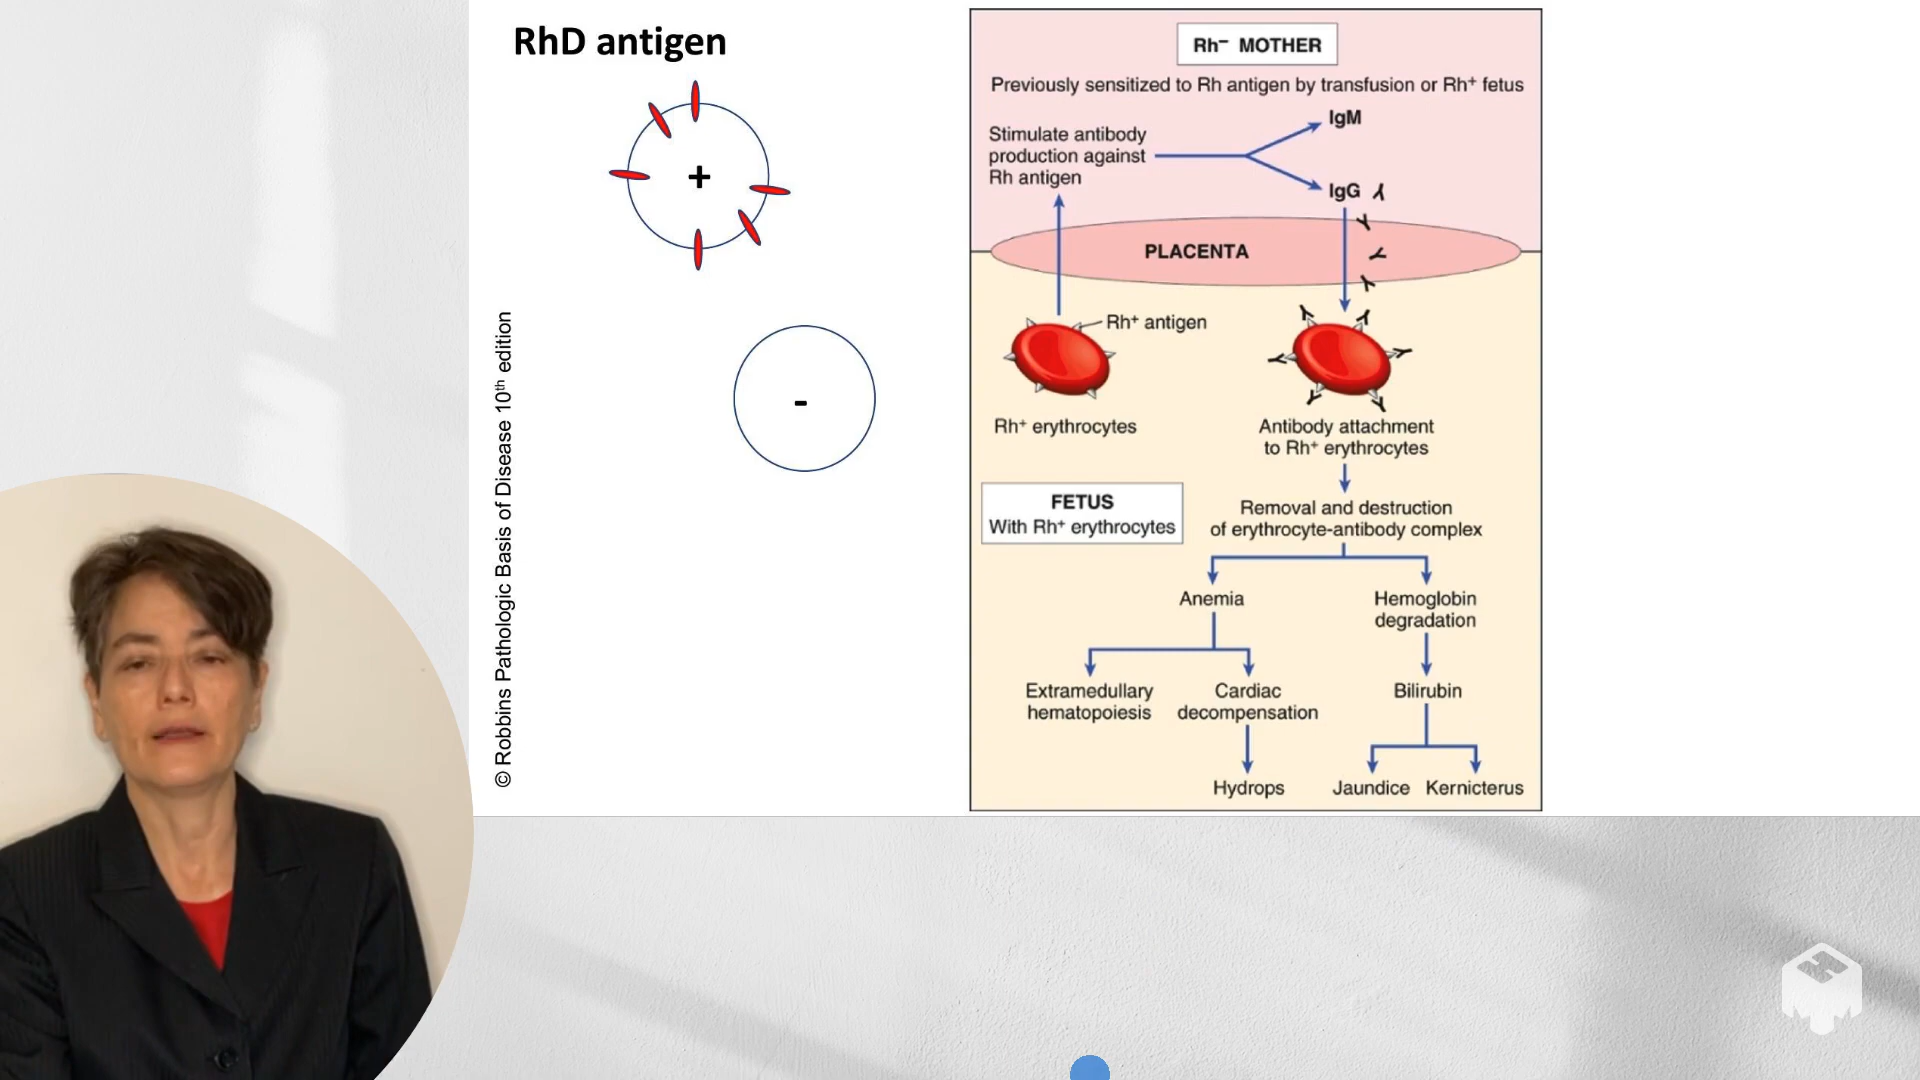 RhD antigen
+
-
© Robbins Pathologic Basis of Disease 10th edition
Rh– MOTHER
Previously sensitized to Rh antigen by transfusion or Rh+ fetus
Stimulate antibody
production against
Rh antigen
IgM
IgG
PLACENTA
Rh+ antigen
Rh+ erythrocytes
Antibody attachment
to Rh+ erythrocytes
FETUS
With Rh+ erythrocytes
Removal and destruction
of erythrocyte-antibody complex
Anemia
Hemoglobin
degradation
Extramedullary
hematopoiesis
Cardiac
decompensation
Bilirubin
Hydrops
Jaundice
Kernicterus